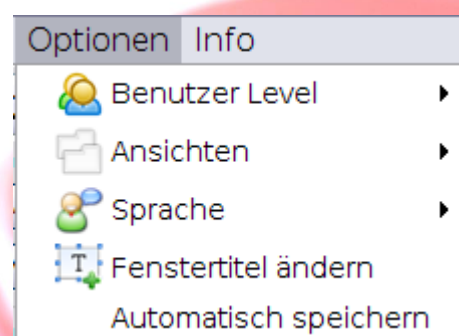 Optionen Info
Benutzer Level
Ansichten
Sprache
T Fenstertitel ändern
Automatisch speichern